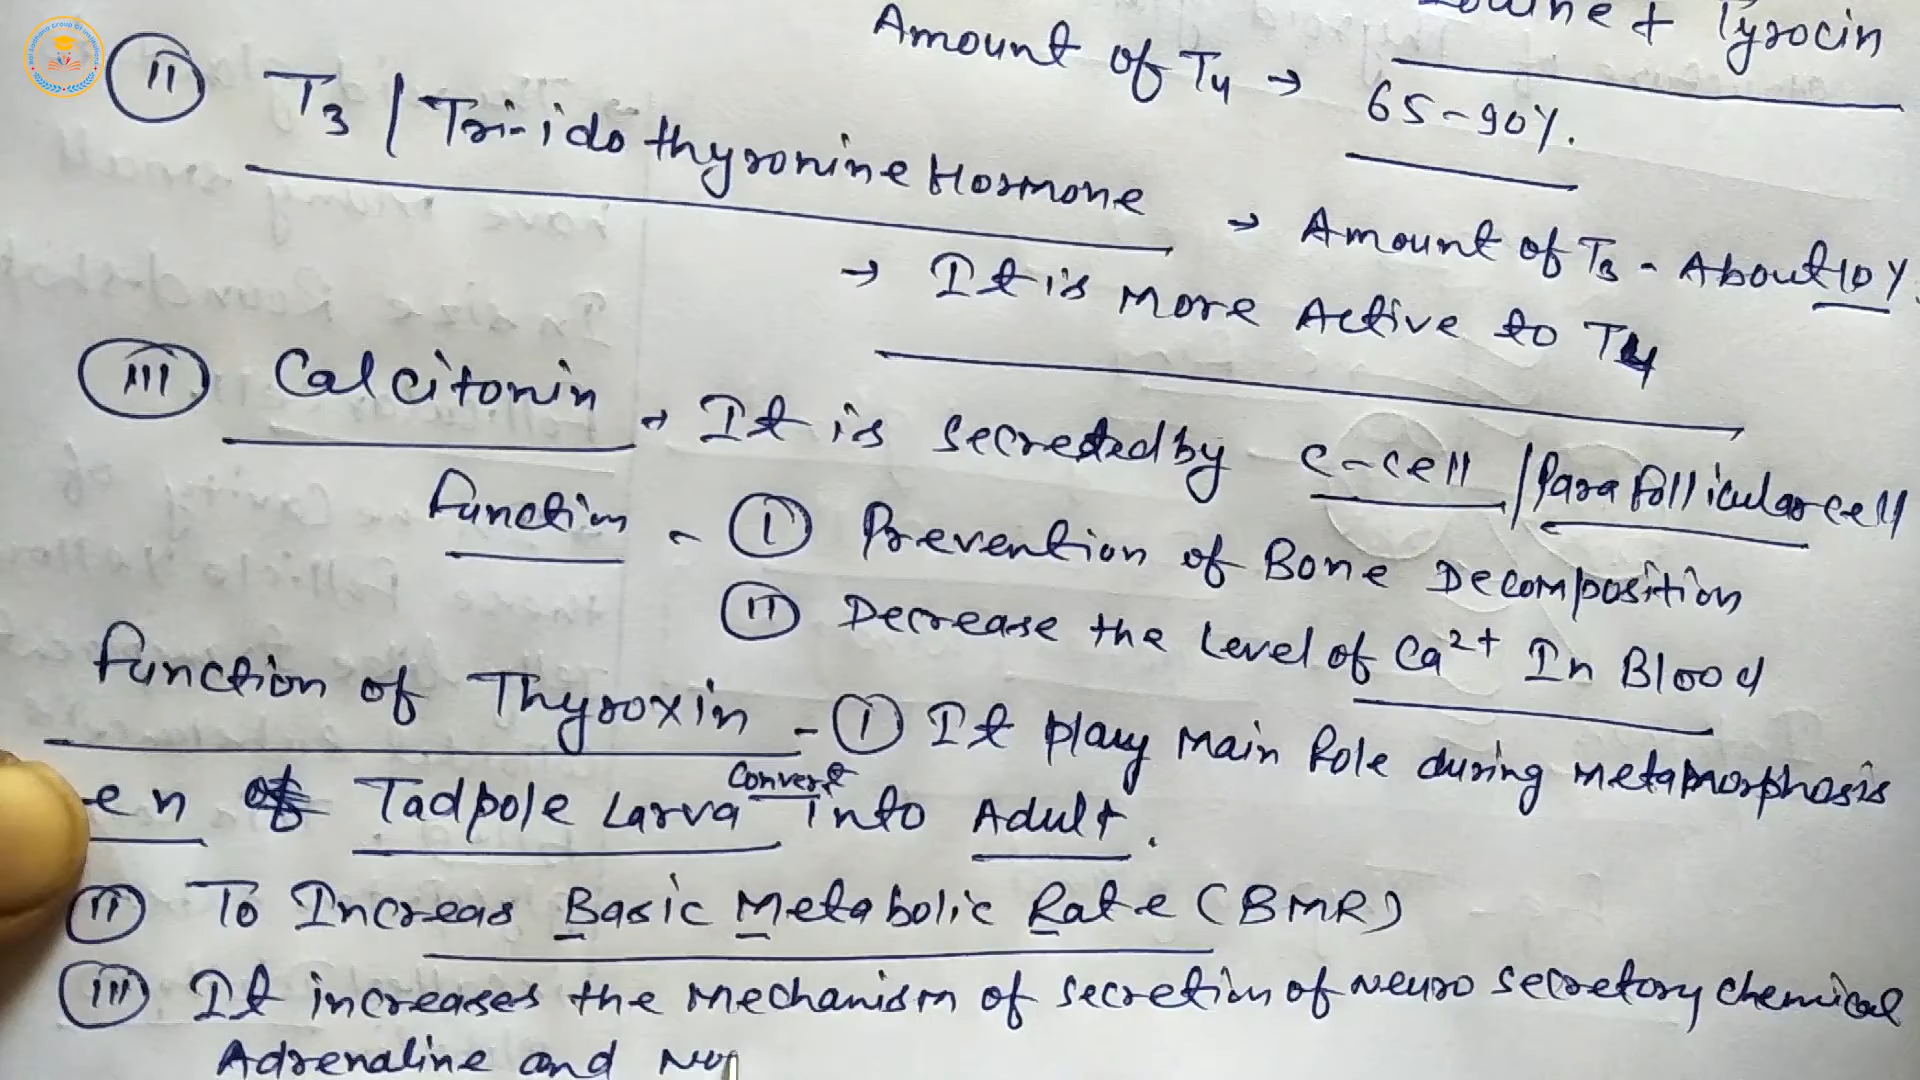 Iodine + Tyrocin
Amount of T4 → 65-90%.
II T3 / Tri-ido thyronine Hormone
→ Amount of T3 - About 10%.
→ It is more Active to T4
III Calcitonin → It is secreted by C-cell / Parafollicular cell
function - I Prevention of Bone Decomposition
II Decrease the Level of Ca2+ In Blood
function of Thyroxin - I It play main Role during metamorphosis
en Tadpole Larva Convert into Adult.
II To Increas Basic Metabolic Rate (BMR)
III It increases the mechanism of secretion of Neuro secretory chemical
Adrenaline and